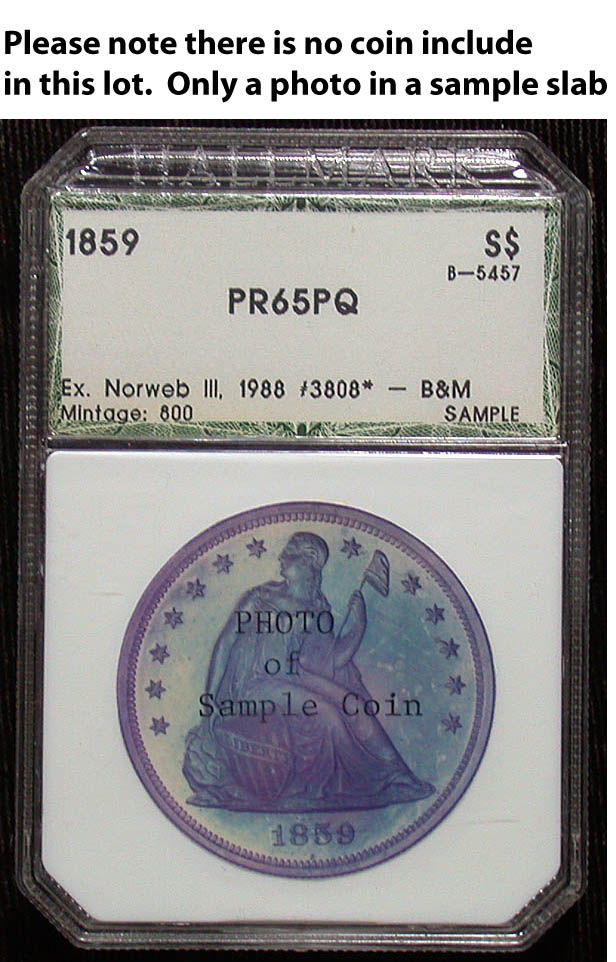 Please note there is no coin include
in this lot. Only a photo in a sample slab
HALLMARK
1859 S$
B-5457
PR65PQ
Ex. Norweb III, 1988 #3808* - B&M
Mintage: 800 SAMPLE
PHOTO
of
Sample Coin
LIBERTY
1859